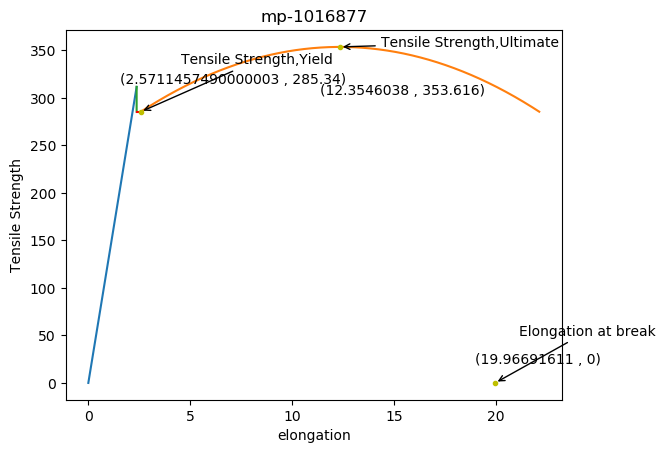 mp-1016877
Tensile Strength,Ultimate
Tensile Strength,Yield
(2.5711457490000003 , 285.34)
(12.3546038 , 353.616)
Elongation at break
(19.96691611 , 0)
Tensile Strength
350
300
250
200
150
100
50
0
0
5
10
15
20
elongation